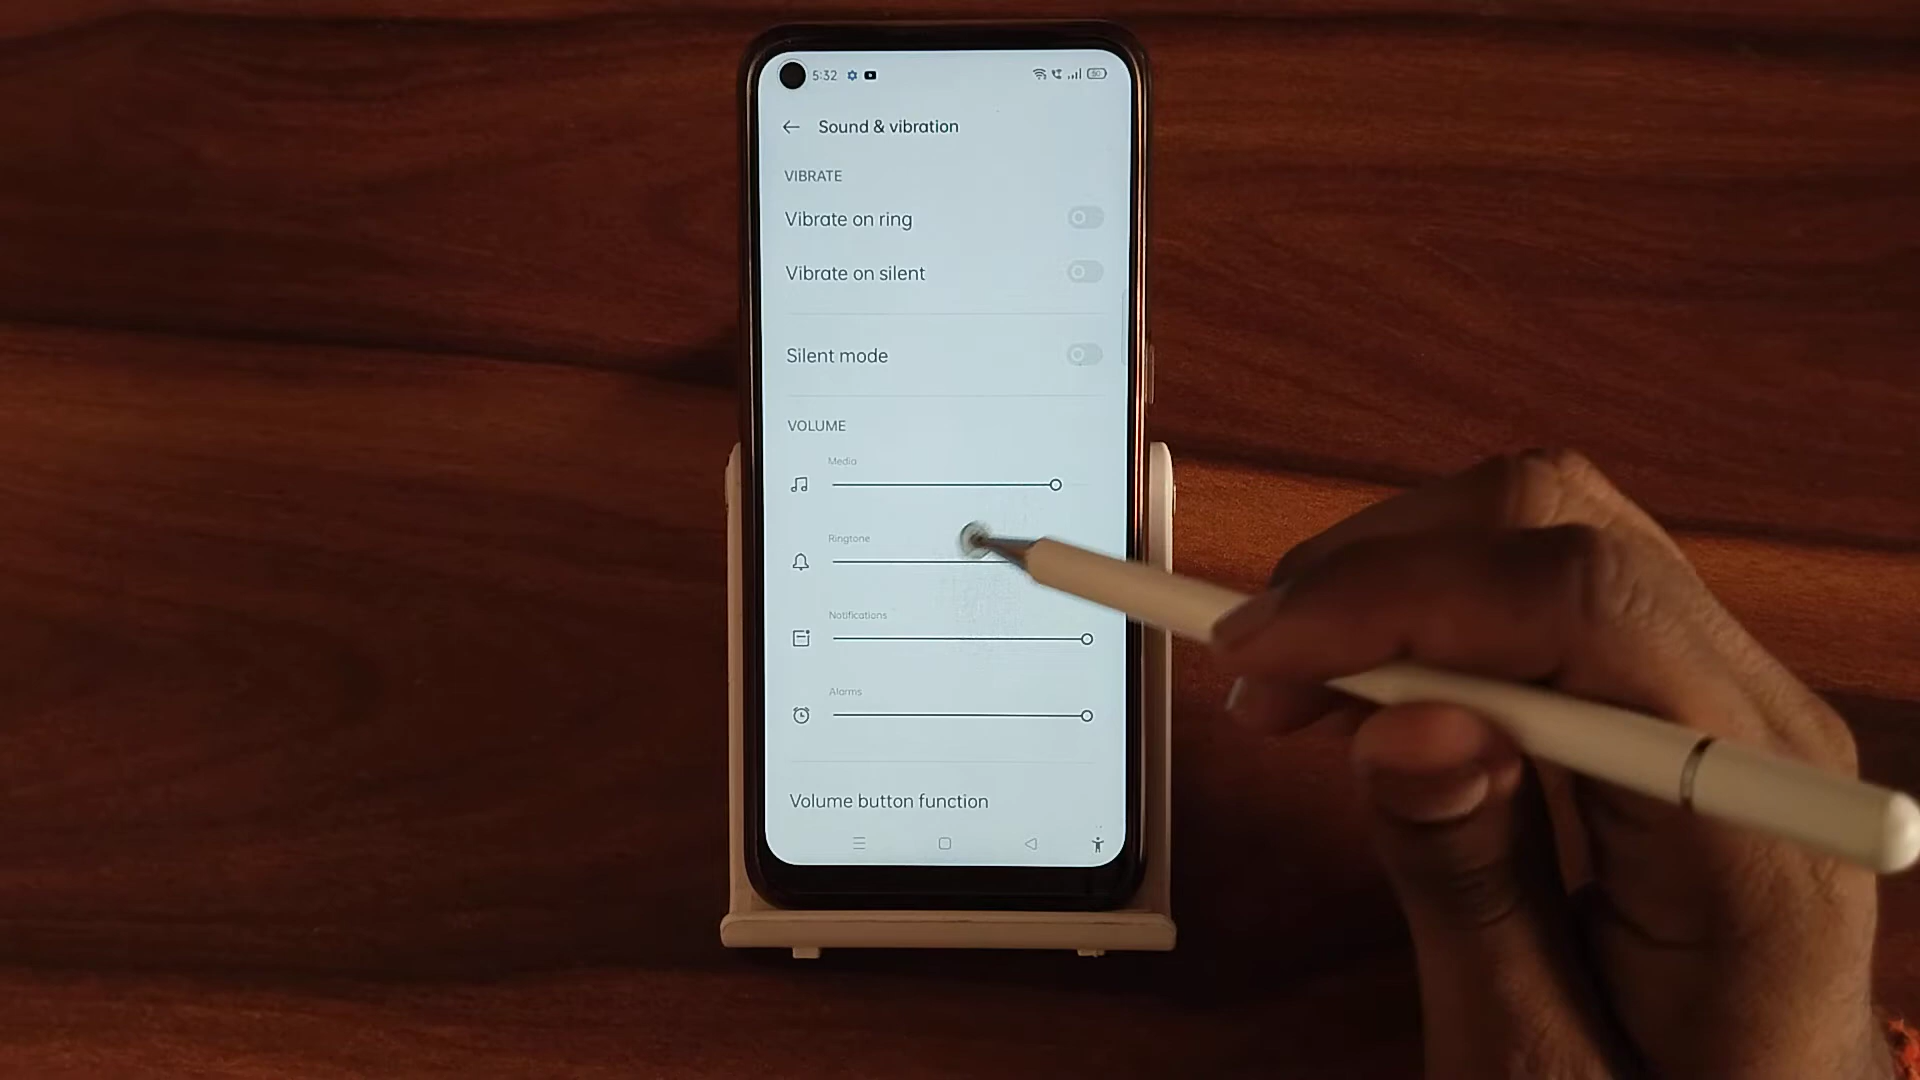 5:32
Sound & vibration
VIBRATE
Vibrate on ring
Vibrate on silent
Silent mode
VOLUME
Media
Ringtone
Notifications
Alarms
Volume button function